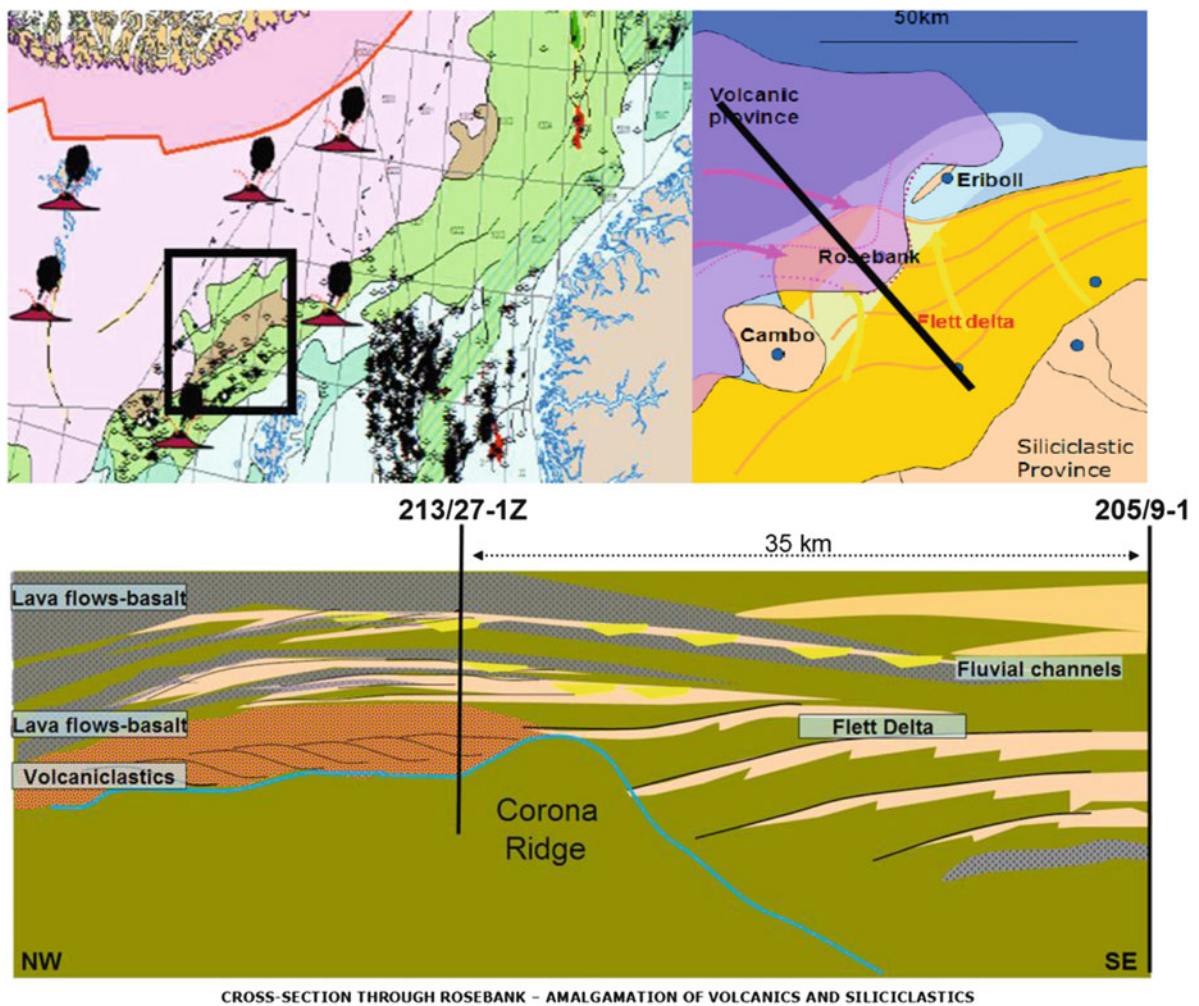 50km
Volcanic
province
Eriboll
Rosebank
Flett delta
Cambo
Siliciclastic
Province
213/27-1Z
205/9-1
35 km
Lava flows-basalt
Fluvial channels
Lava flows-basalt
Flett Delta
Volcaniclastics
Corona
Ridge
NW
SE
CROSS-SECTION THROUGH ROSEBANK – AMALGAMATION OF VOLCANICS AND SILICICLASTICS